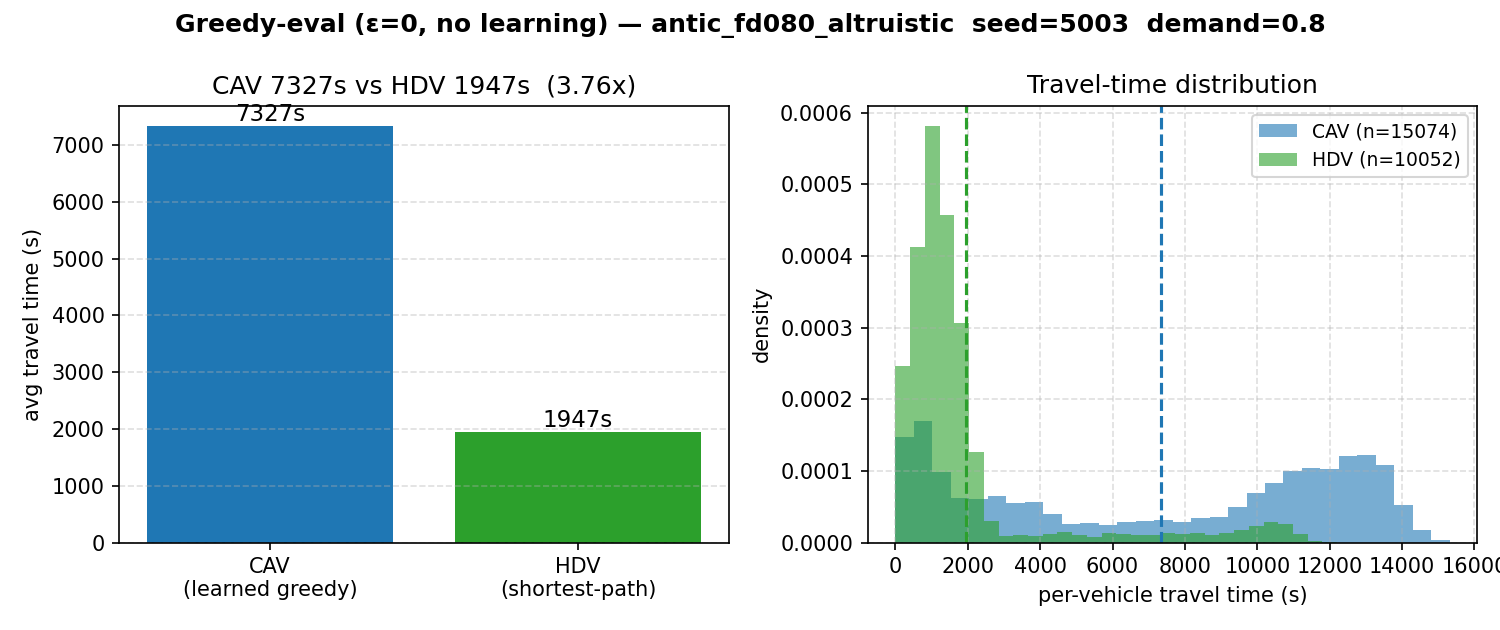 Greedy-eval (ε=0, no learning) — antic_fd080_altruistic  seed=5003  demand=0.8
CAV 7327s vs HDV 1947s  (3.76x)
7327s
1947s
avg travel time (s)
7000
6000
5000
4000
3000
2000
1000
0
CAV
(learned greedy)
HDV
(shortest-path)
Travel-time distribution
CAV (n=15074)
HDV (n=10052)
density
0.0006
0.0005
0.0004
0.0003
0.0002
0.0001
0.0000
0 2000 4000 6000 8000 10000 12000 14000 16000
per-vehicle travel time (s)